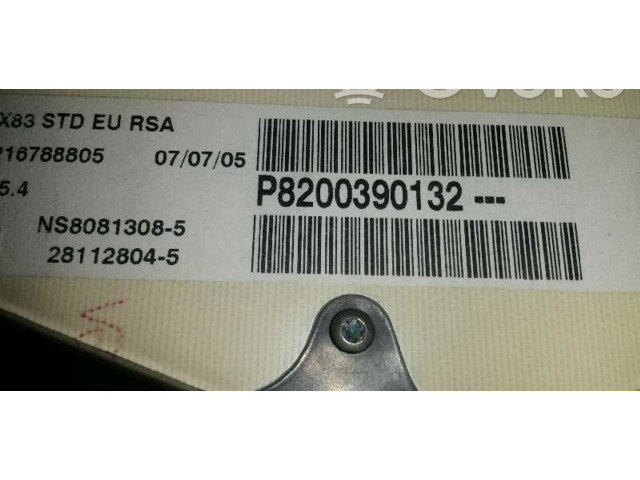 X83 STD EU RSA
216788805 07/07/05
5.4
P8200390132 ---
NS8081308-5
28112804-5